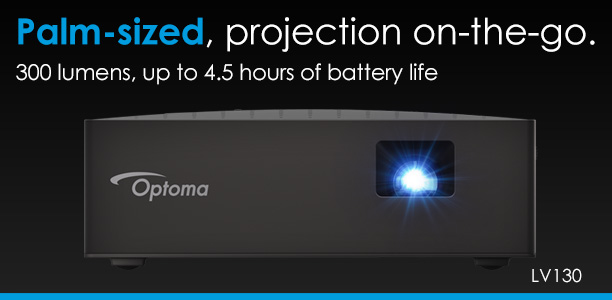 Palm-sized, projection on-the-go.
300 lumens, up to 4.5 hours of battery life
Optoma
LV130